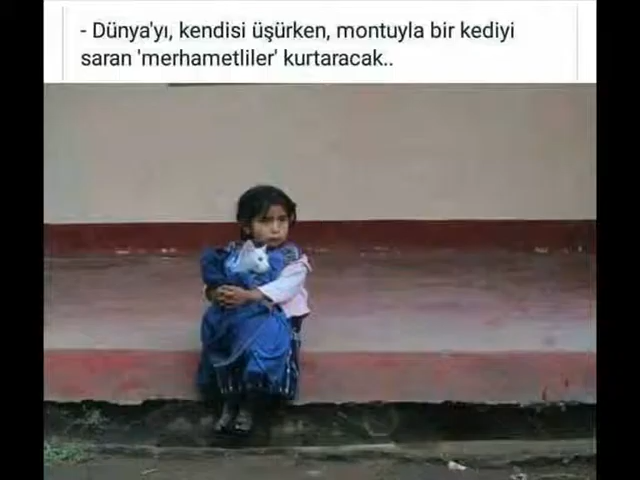 - Dünya'yı, kendisi üşürken, montuyla bir kediyi
saran 'merhametliler' kurtaracak..